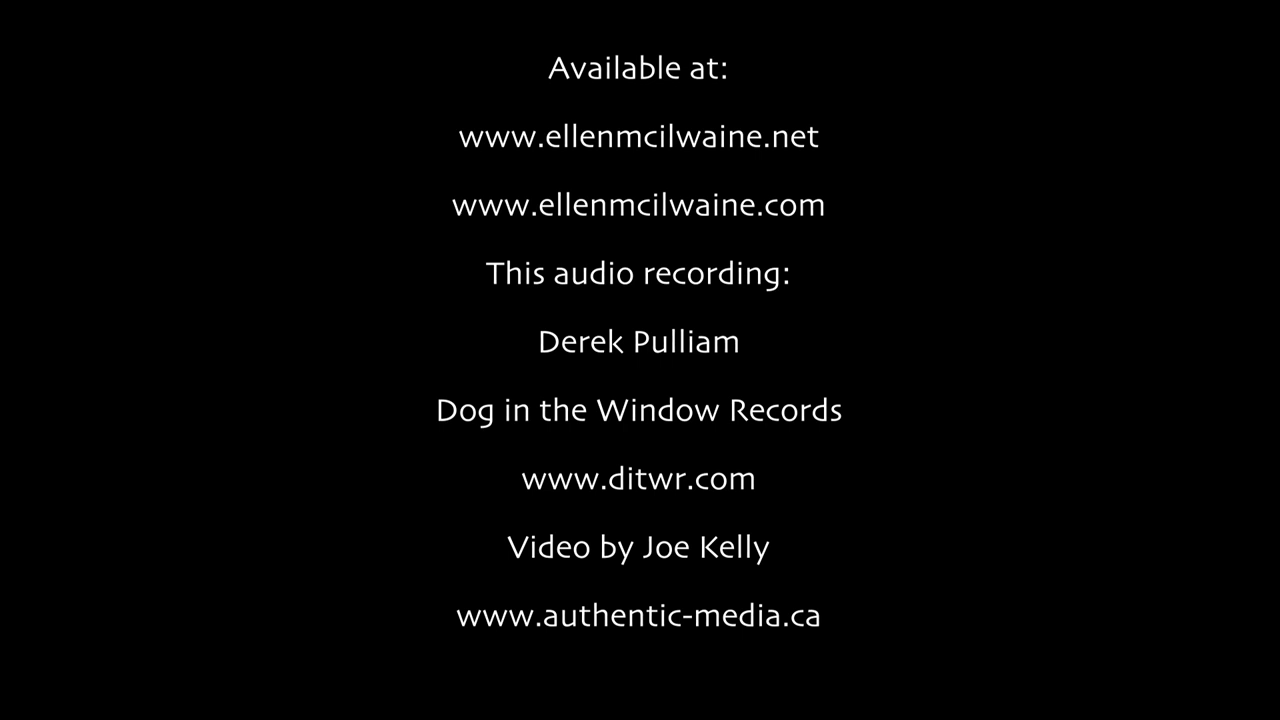 Available at:
www.ellenmcilwaine.net
www.ellenmcilwaine.com
This audio recording:
Derek Pulliam
Dog in the Window Records
www.ditwr.com
Video by Joe Kelly
www.authentic-media.ca